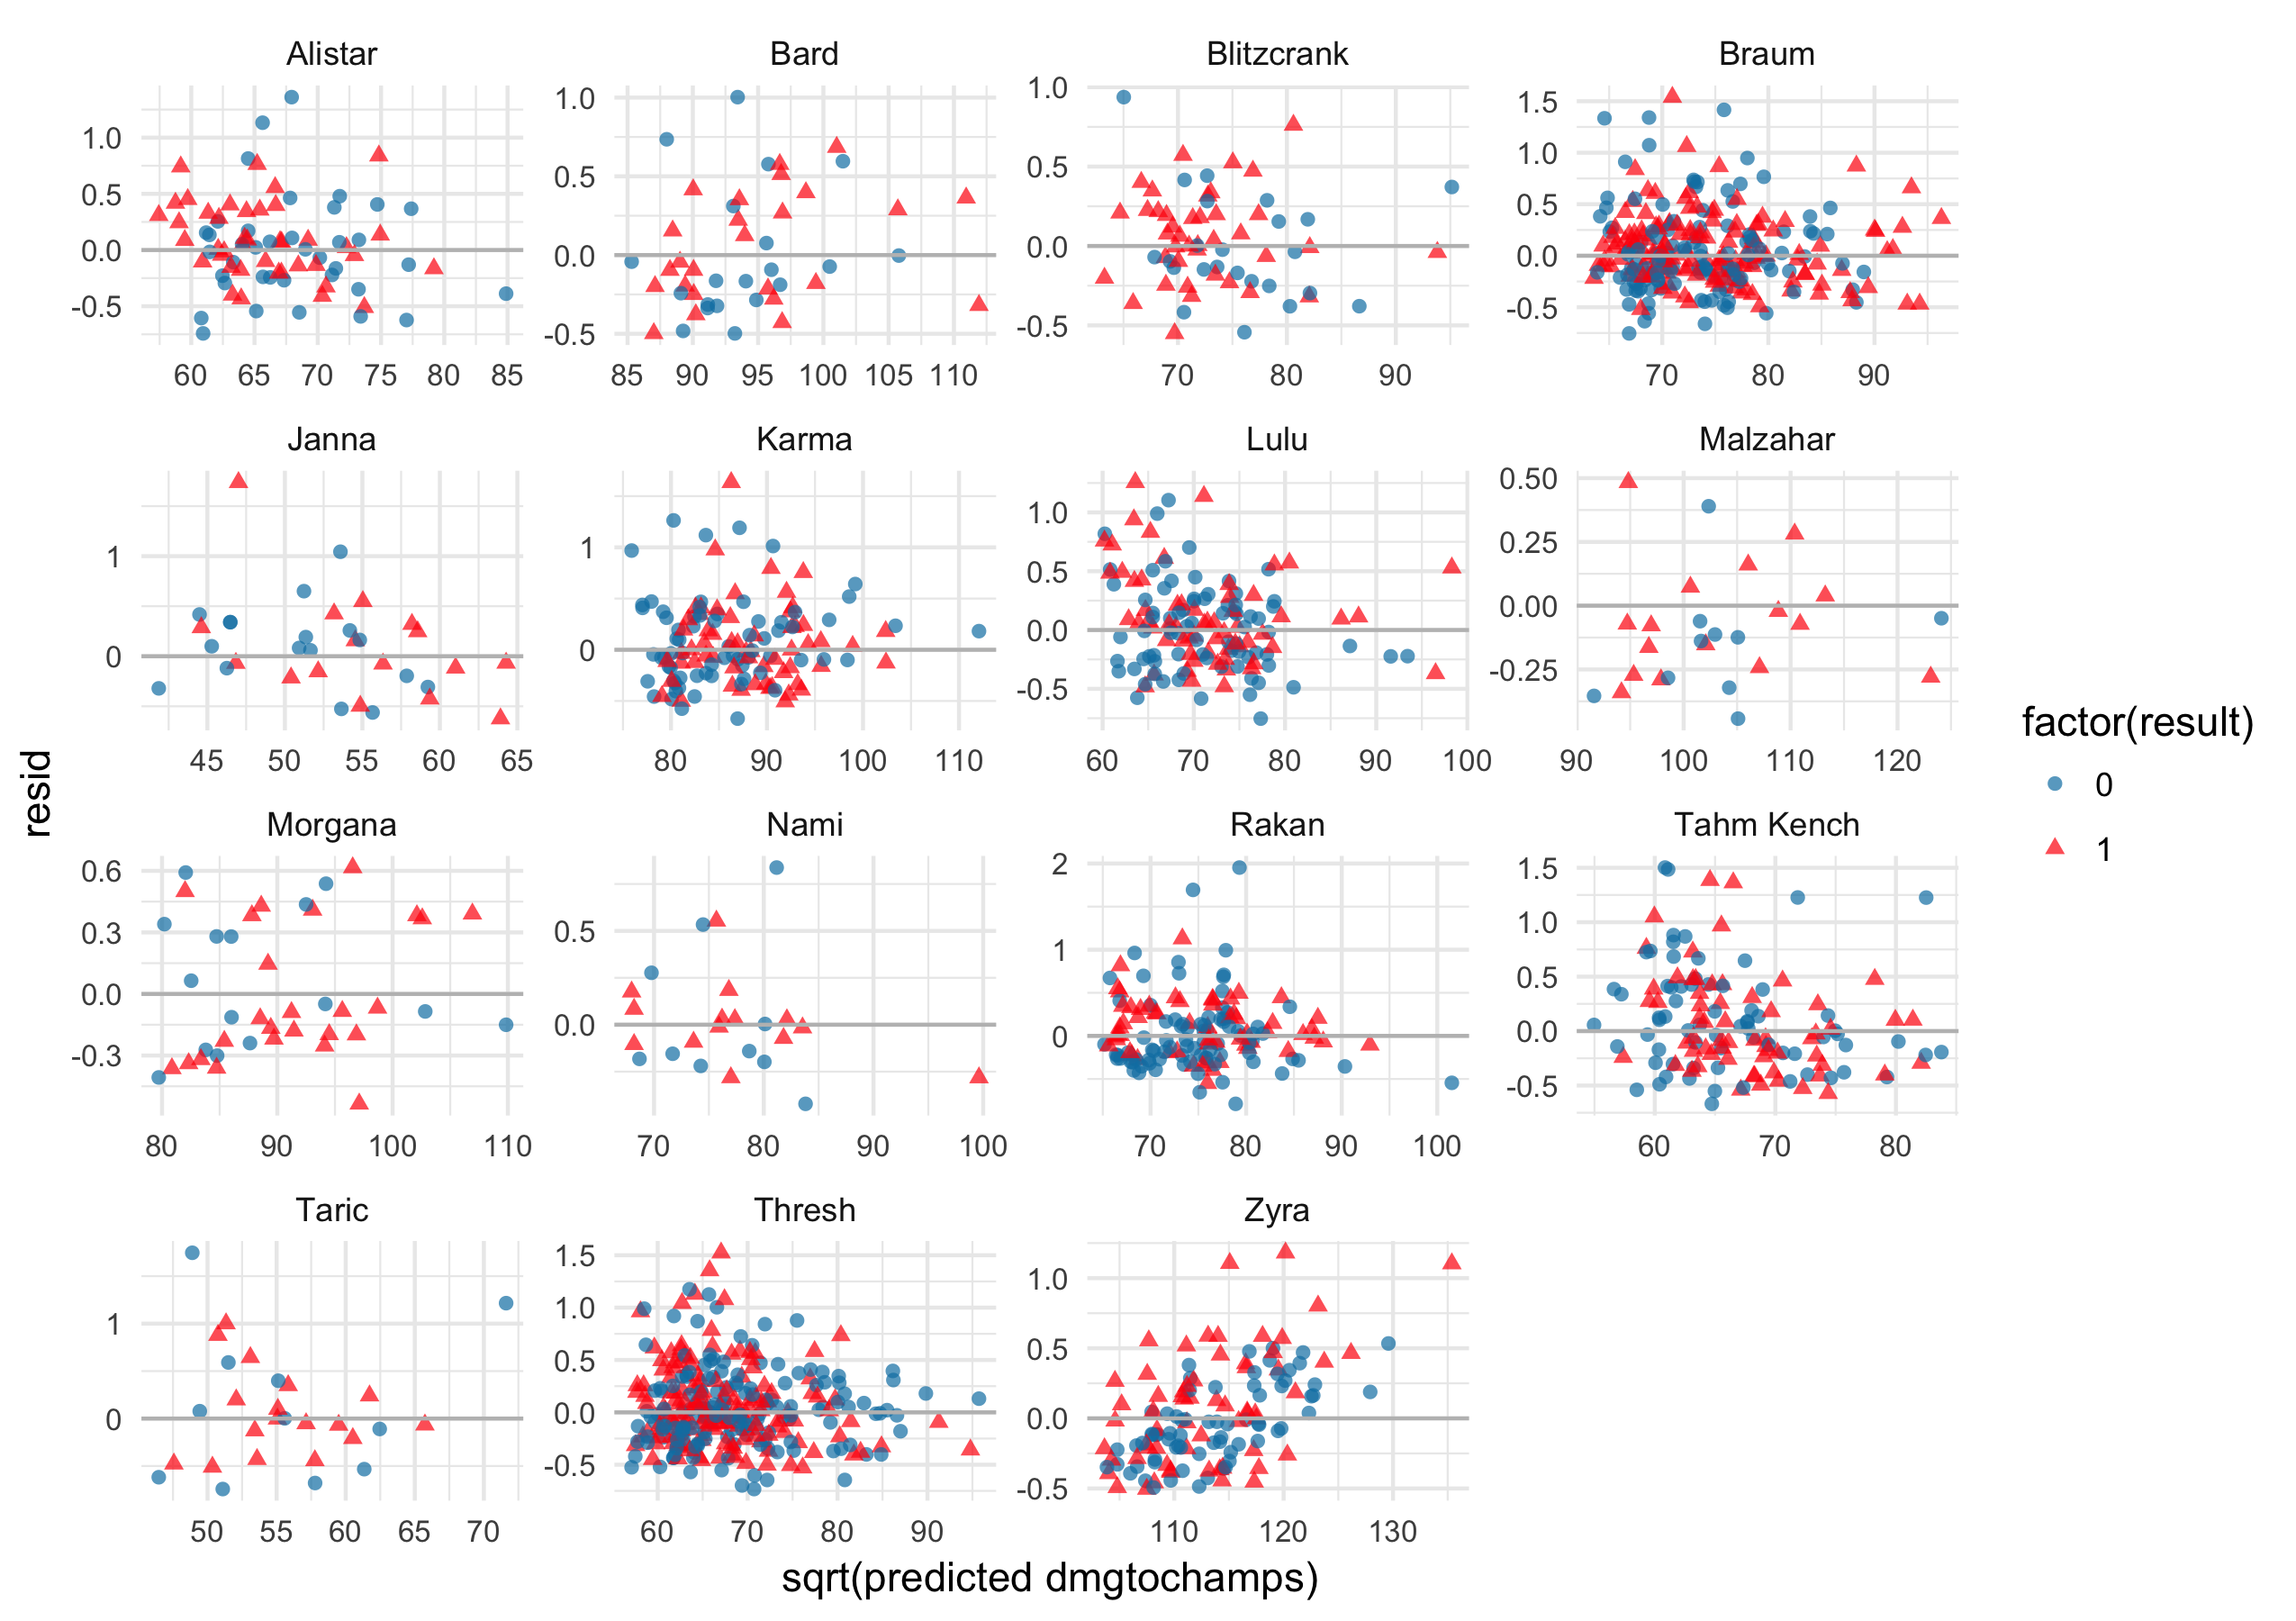 Alistar Bard Blitzcrank Braum
1.0 0.5 0.0 -0.5
1.0 0.5 0.0 -0.5
1.0 0.5 0.0 -0.5
1.5 1.0 0.5 0.0 -0.5
60 65 70 75 80 85
85 90 95 100 105 110
70 80 90
70 80 90
Janna Karma Lulu Malzahar
1 0
1 0
1.0 0.5 0.0 -0.5
0.50 0.25 0.00 -0.25
45 50 55 60 65
80 90 100 110
60 70 80 90 100
90 100 110 120
Morgana Nami Rakan Tahm Kench
0.6 0.3 0.0 -0.3
0.5 0.0
2 1 0
1.5 1.0 0.5 0.0 -0.5
80 90 100 110
70 80 90 100
70 80 90 100
60 70 80
Taric Thresh Zyra
1 0
1.5 1.0 0.5 0.0 -0.5
1.0 0.5 0.0 -0.5
50 55 60 65 70
60 70 80 90
110 120 130
resid
sqrt(predicted dmgtochamps)
factor(result)
0
1